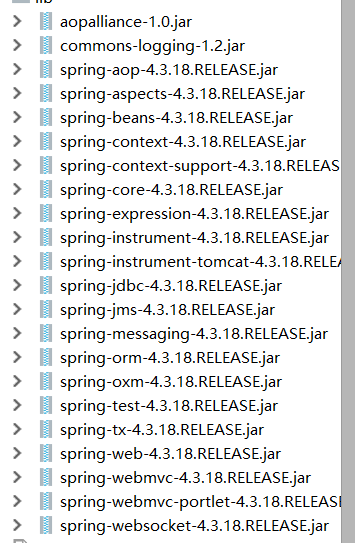 lib
aopalliance-1.0.jar
commons-logging-1.2.jar
spring-aop-4.3.18.RELEASE.jar
spring-aspects-4.3.18.RELEASE.jar
spring-beans-4.3.18.RELEASE.jar
spring-context-4.3.18.RELEASE.jar
spring-context-support-4.3.18.RELEAS
spring-core-4.3.18.RELEASE.jar
spring-expression-4.3.18.RELEASE.jar
spring-instrument-4.3.18.RELEASE.jar
spring-instrument-tomcat-4.3.18.RELEA
spring-jdbc-4.3.18.RELEASE.jar
spring-jms-4.3.18.RELEASE.jar
spring-messaging-4.3.18.RELEASE.jar
spring-orm-4.3.18.RELEASE.jar
spring-oxm-4.3.18.RELEASE.jar
spring-test-4.3.18.RELEASE.jar
spring-tx-4.3.18.RELEASE.jar
spring-web-4.3.18.RELEASE.jar
spring-webmvc-4.3.18.RELEASE.jar
spring-webmvc-portlet-4.3.18.RELEASE
spring-websocket-4.3.18.RELEASE.jar